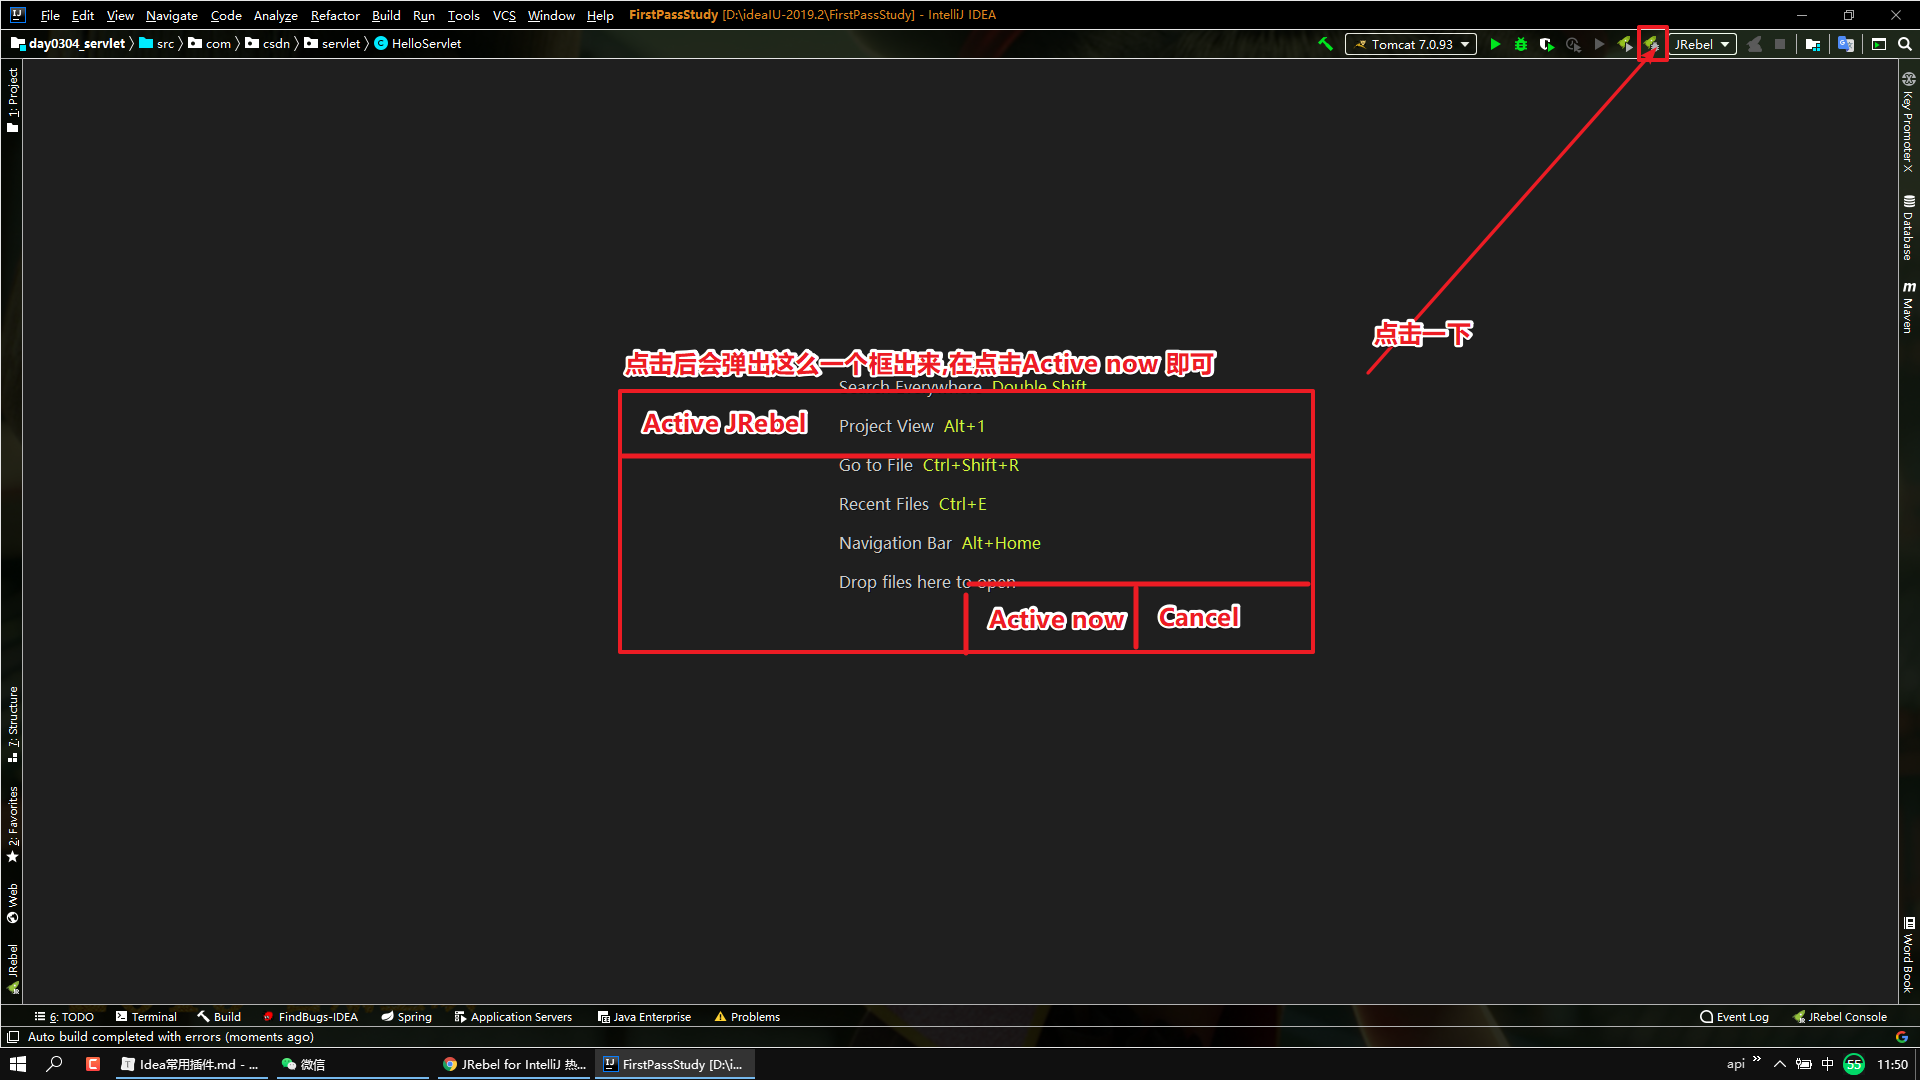 File Edit View Navigate Code Analyze Refactor Build Run Tools VCS Window Help FirstPassStudy [D:\ideaIU-2019.2\FirstPassStudy] - IntelliJ IDEA
day0304_servlet src com csdn servlet HelloServlet Tomcat 7.0.93 JRebel
1: Project
Key Promoter X
Database
Maven
点击一下
点击后会弹出这么一个框出来,在点击Active now 即可
Search Everywhere Double Shift
Active JRebel
Project View Alt+1
Go to File Ctrl+Shift+R
Recent Files Ctrl+E
Navigation Bar Alt+Home
Drop files here to open
Active now Cancel
7: Structure
2: Favorites
Web
JRebel
Word Book
6: TODO Terminal Build FindBugs-IDEA Spring Application Servers Java Enterprise Problems Event Log JRebel Console
Auto build completed with errors (moments ago)
Idea常用插件.md - ... 微信 JRebel for IntelliJ 热... FirstPassStudy [D:\i... api 中 55 11:50